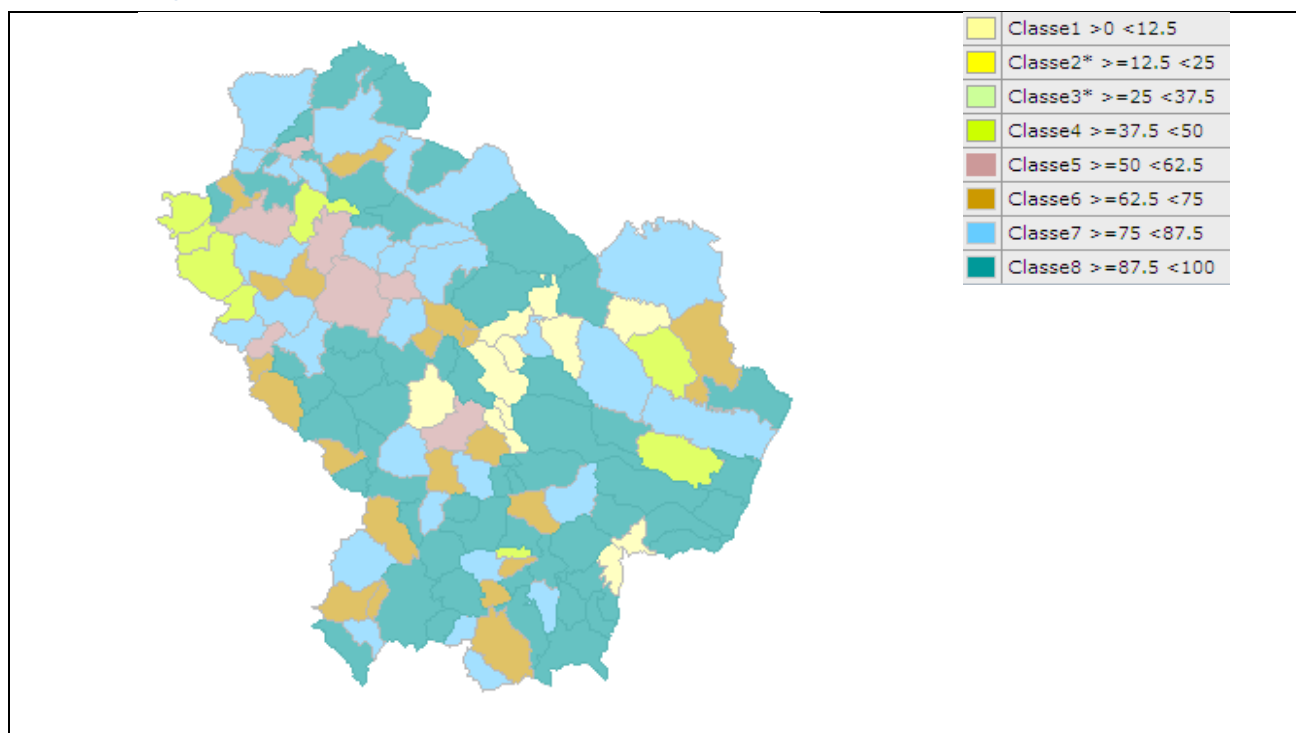 Classe1 >0 <12.5
Classe2* >=12.5 <25
Classe3* >=25 <37.5
Classe4 >=37.5 <50
Classe5 >=50 <62.5
Classe6 >=62.5 <75
Classe7 >=75 <87.5
Classe8 >=87.5 <100